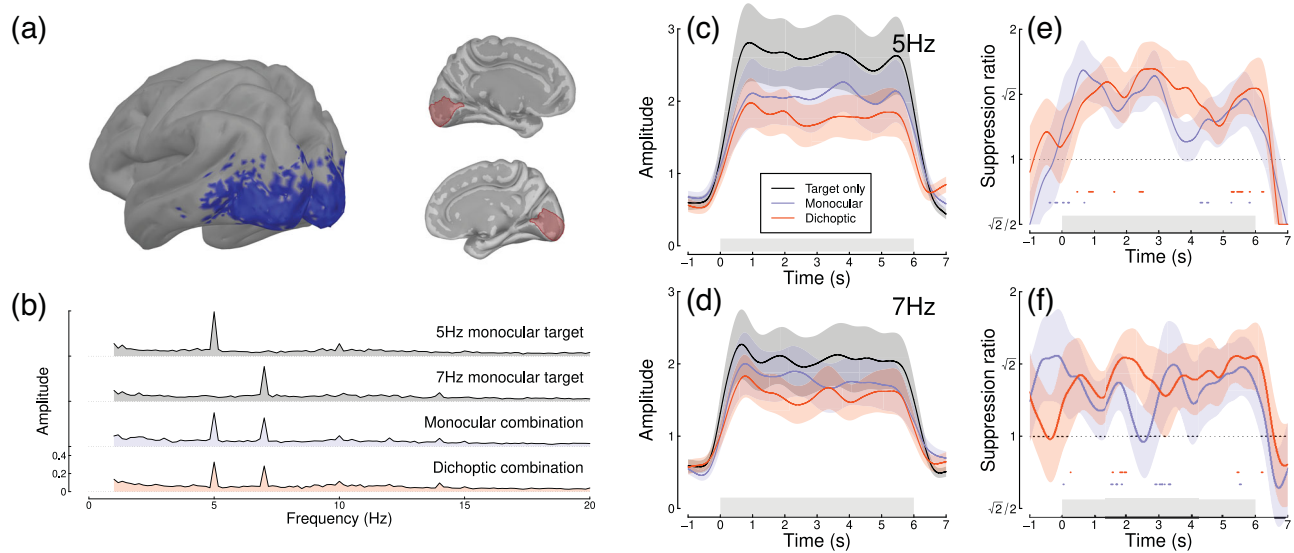 (a)
(b)
5Hz monocular target
7Hz monocular target
Monocular combination
Dichoptic combination
Amplitude
0.4
0.2
0
0 5 10 15 20
Frequency (Hz)
(c)
5Hz
3
2
1
0
Amplitude
Target only
Monocular
Dichoptic
−1 0 1 2 3 4 5 6 7
Time (s)
(d)
7Hz
3
2
1
0
Amplitude
−1 0 1 2 3 4 5 6 7
Time (s)
(e)
2
√2
1
√2/2
Suppression ratio
−1 0 1 2 3 4 5 6 7
Time (s)
(f)
2
√2
1
√2/2
Suppression ratio
−1 0 1 2 3 4 5 6 7
Time (s)